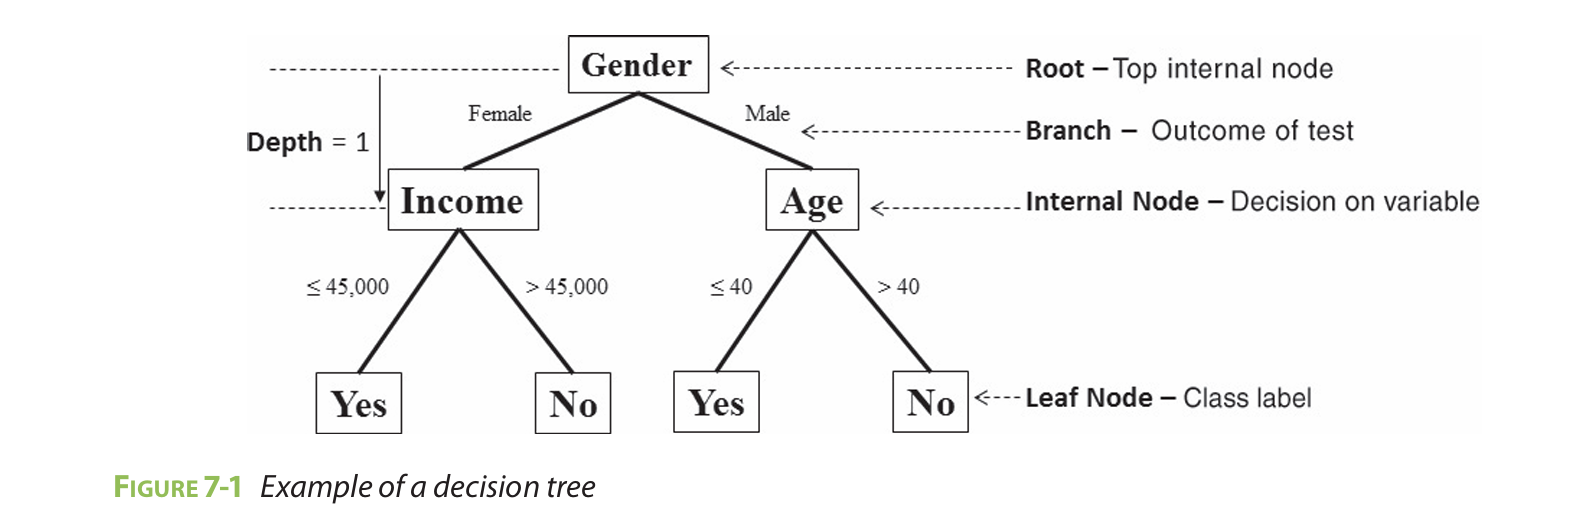 Gender
Root – Top internal node
Female
Male
Branch – Outcome of test
Depth = 1
Income
Age
Internal Node – Decision on variable
≤ 45,000
> 45,000
≤ 40
> 40
Yes
No
Yes
No
Leaf Node – Class label
FIGURE 7-1 Example of a decision tree